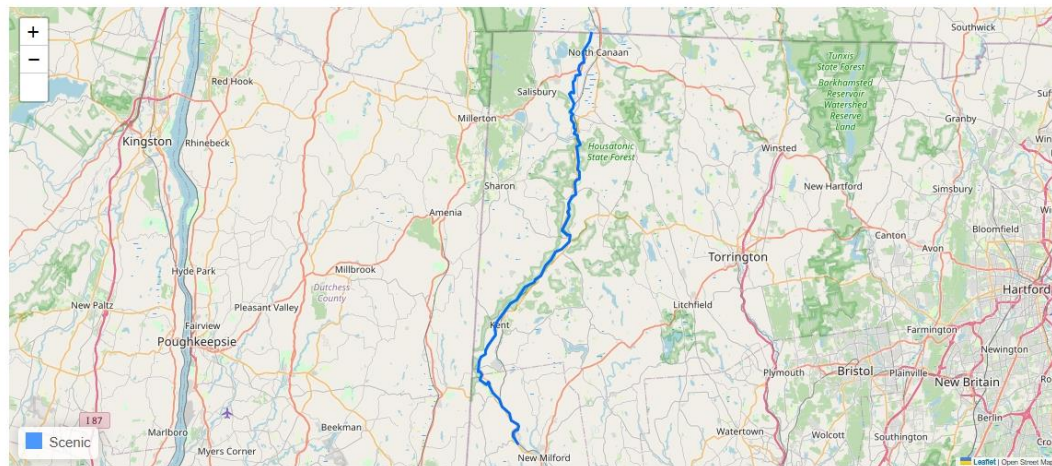 +
−
Southwick
North Canaan
Tunxis
State Forest
Barkhamsted
Reservoir
Watershed
Reserve
Land
Red Hook
Salisbury
Millerton
Granby
Kingston
Rhinebeck
Housatonic
State Forest
Winsted
Sharon
New Hartford
Simsbury
Amenia
Bloomfield
Canton
Avon
Torrington
Hyde Park
Millbrook
Dutchess
County
Hartford
New Paltz
Pleasant Valley
Litchfield
Fairview
Kent
Farmington
Poughkeepsie
Newington
Plymouth
Bristol
Plainville
New Britain
I 87
Berlin
Scenic
Marlboro
Beekman
Watertown
Wolcott
Southington
Myers Corner
New Milford
Leaflet | Open Street Map